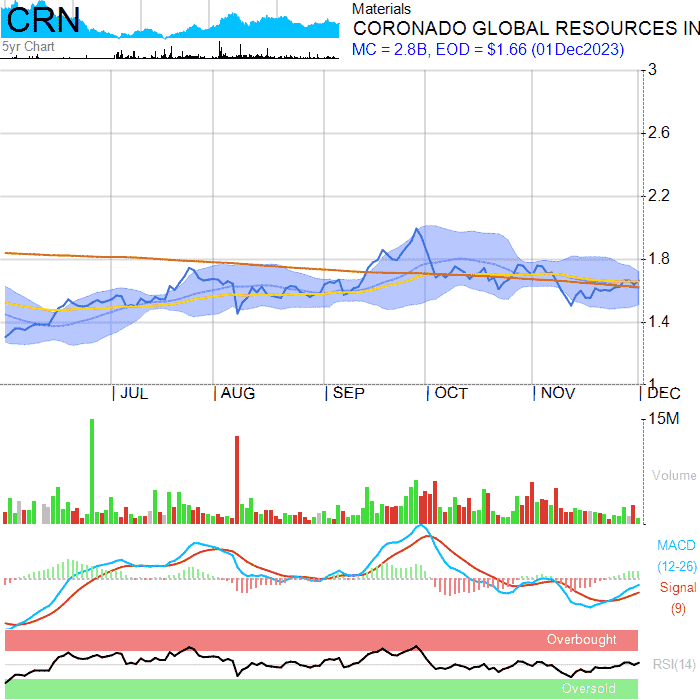 CRN
5yr Chart
Materials
CORONADO GLOBAL RESOURCES IN
MC = 2.8B, EOD = $1.66 (01Dec2023)
3
2.6
2.2
1.8
1.4
1
JUL
AUG
SEP
OCT
NOV
DEC
15M
Volume
MACD
(12-26)
Signal
(9)
Overbought
RSI(14)
Oversold